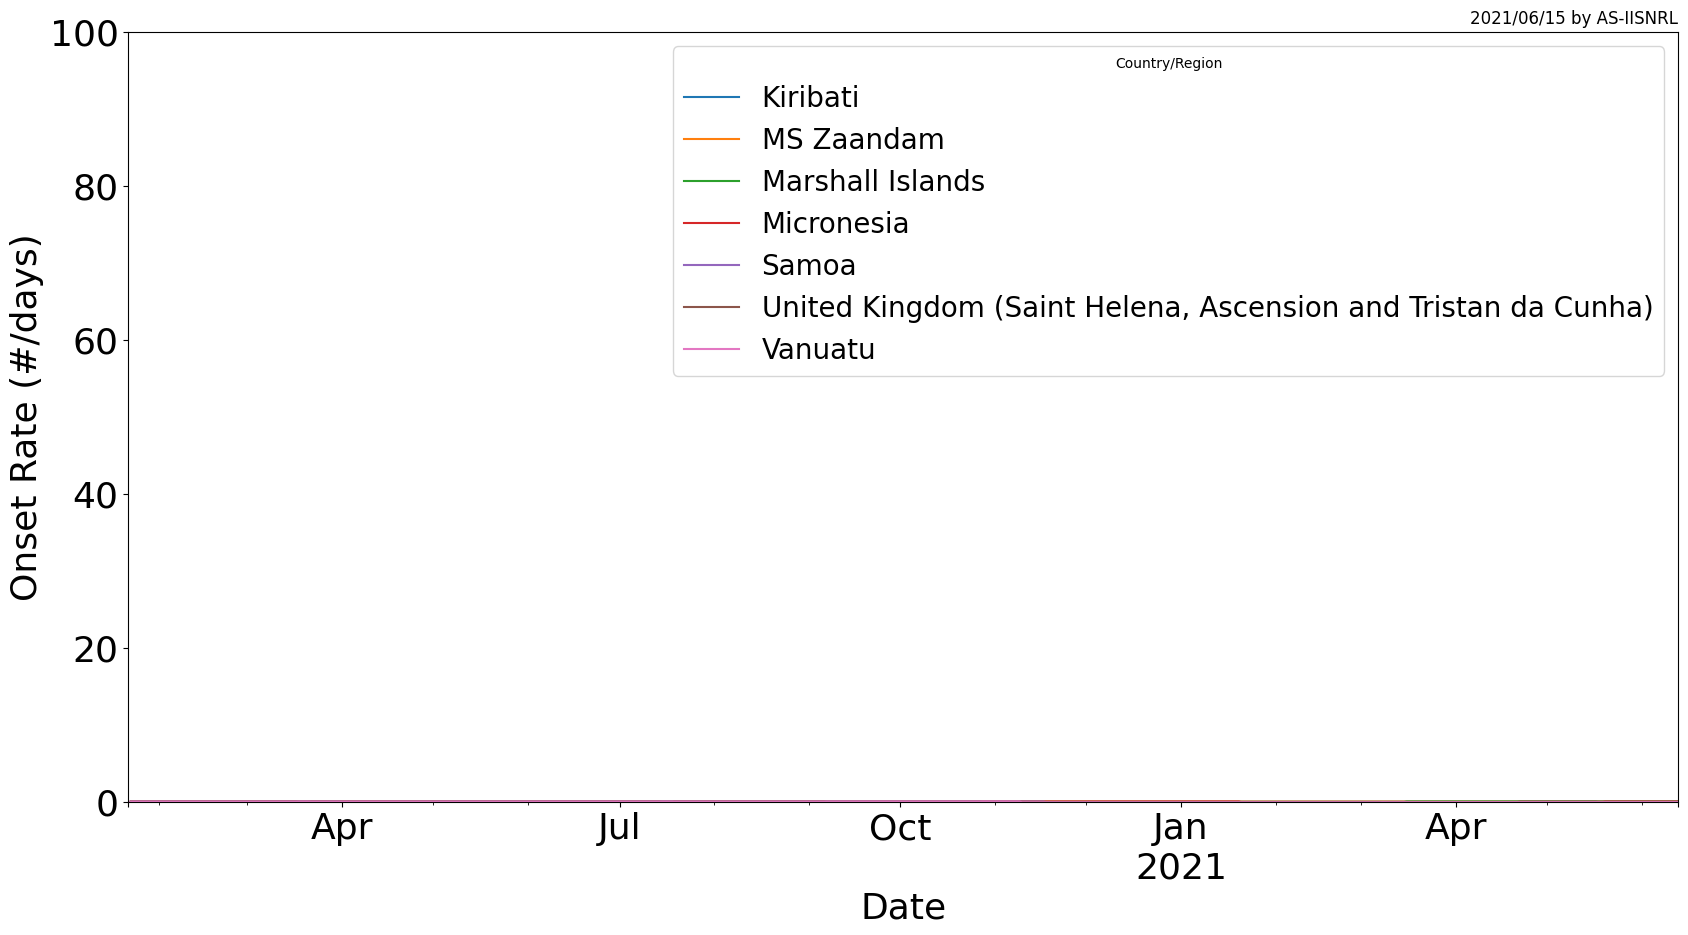 2021/06/15 by AS-IISNRL
Country/Region
Kiribati
MS Zaandam
Marshall Islands
Micronesia
Samoa
United Kingdom (Saint Helena, Ascension and Tristan da Cunha)
Vanuatu
Onset Rate (#/days)
100
80
60
40
20
0
Apr Jul Oct Jan Apr
2021
Date